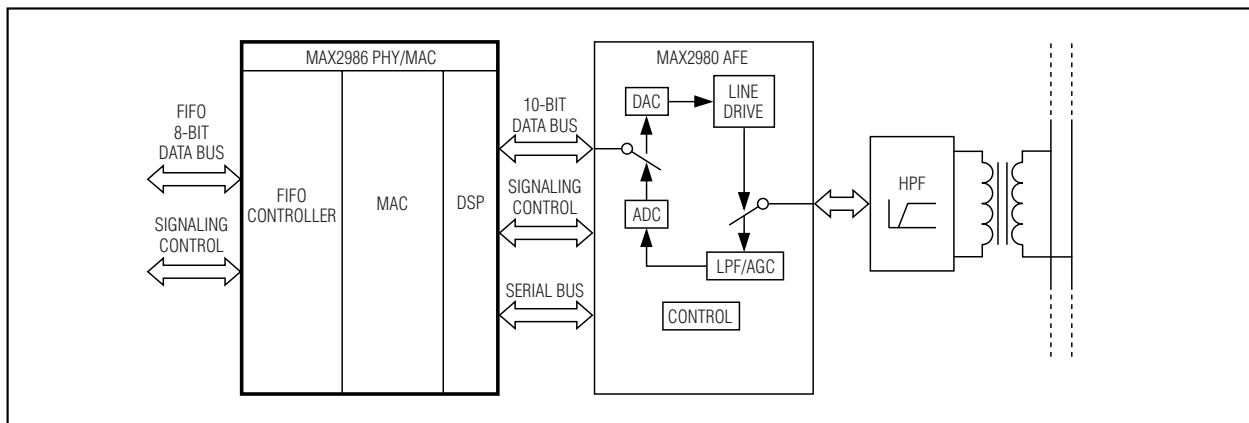 MAX2986 PHY/MAC
FIFO
8-BIT
DATA BUS
SIGNALING
CONTROL
FIFO
CONTROLLER
MAC
DSP
10-BIT
DATA BUS
SIGNALING
CONTROL
SERIAL BUS
MAX2980 AFE
DAC
LINE
DRIVE
ADC
LPF/AGC
CONTROL
HPF